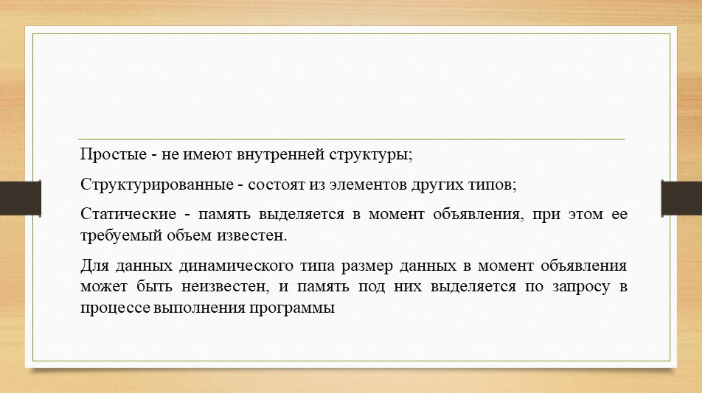 Простые - не имеют внутренней структуры;
Структурированные - состоят из элементов других типов;
Статические - память выделяется в момент объявления, при этом ее
требуемый объем известен.
Для данных динамического типа размер данных в момент объявления
может быть неизвестен, и память под них выделяется по запросу в
процессе выполнения программы